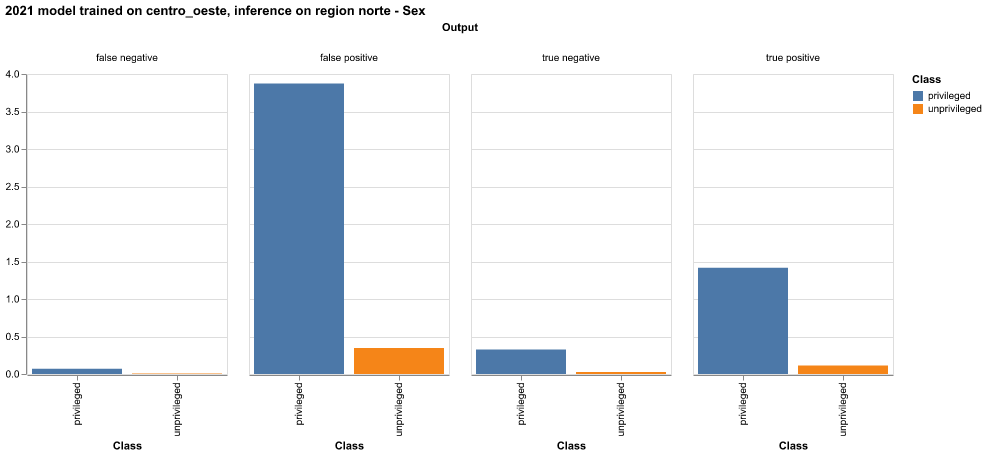 2021 model trained on centro_oeste, inference on region norte - Sex
Output
false negative
false positive
true negative
true positive
4.0
3.5
3.0
2.5
2.0
1.5
1.0
0.5
0.0
privileged
unprivileged
privileged
unprivileged
privileged
unprivileged
privileged
unprivileged
Class
Class
Class
Class
Class
privileged
unprivileged